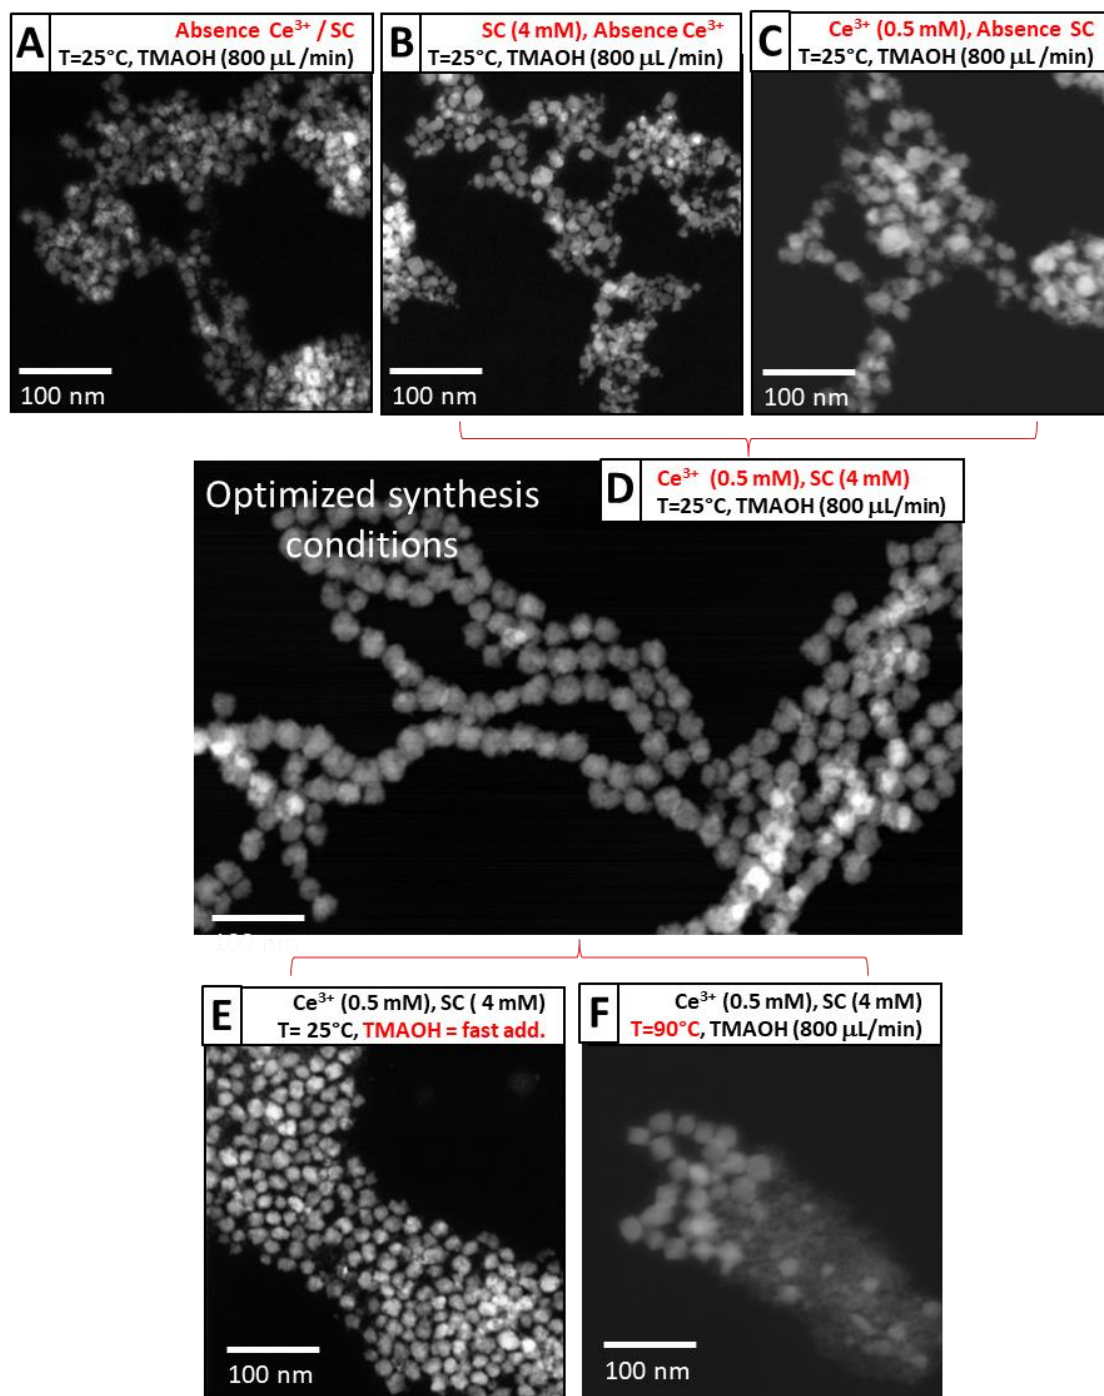 A
Absence Ce³⁺ / SC
T=25°C, TMAOH (800 μL/min)
B
SC (4 mM), Absence Ce³⁺
T=25°C, TMAOH (800 μL/min)
C
Ce³⁺ (0.5 mM), Absence SC
T=25°C, TMAOH (800 μL/min)
100 nm
100 nm
100 nm
Optimized synthesis
conditions
D
Ce³⁺ (0.5 mM), SC (4 mM)
T=25°C, TMAOH (800 μL/min)
100 nm
E
Ce³⁺ (0.5 mM), SC ( 4 mM)
T= 25°C, TMAOH = fast add.
F
Ce³⁺ (0.5 mM), SC (4 mM)
T=90°C, TMAOH (800 μL/min)
100 nm
100 nm